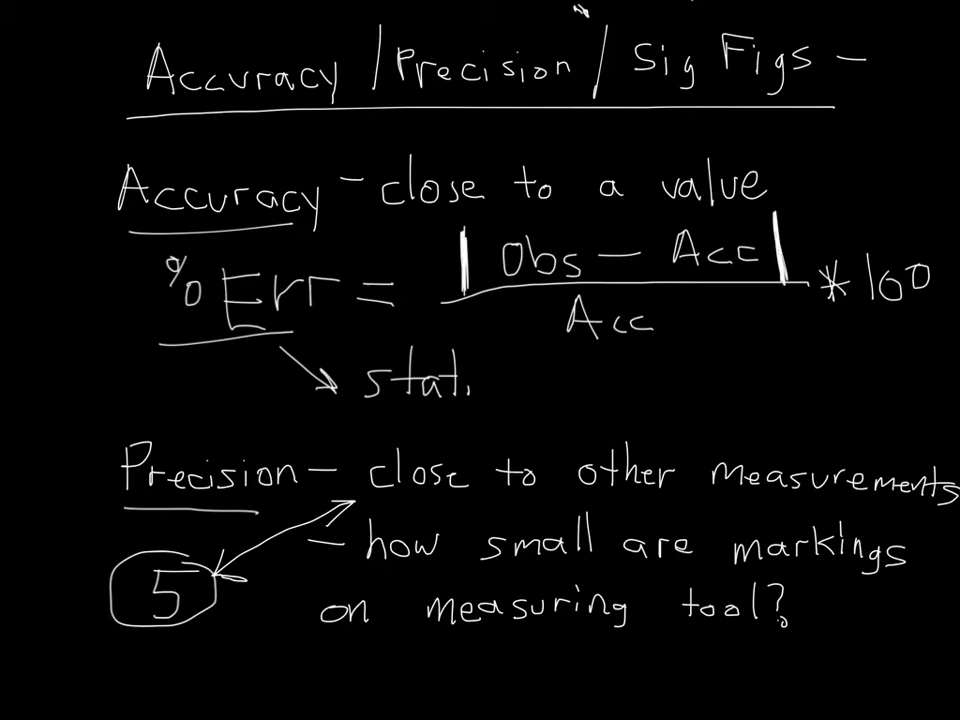 Accuracy / Precision / Sig Figs -
Accuracy - close to a value
% Err = | Obs - Acc | / Acc * 100
stat.
Precision - close to other measurements
- how small are markings
5
on measuring tool?